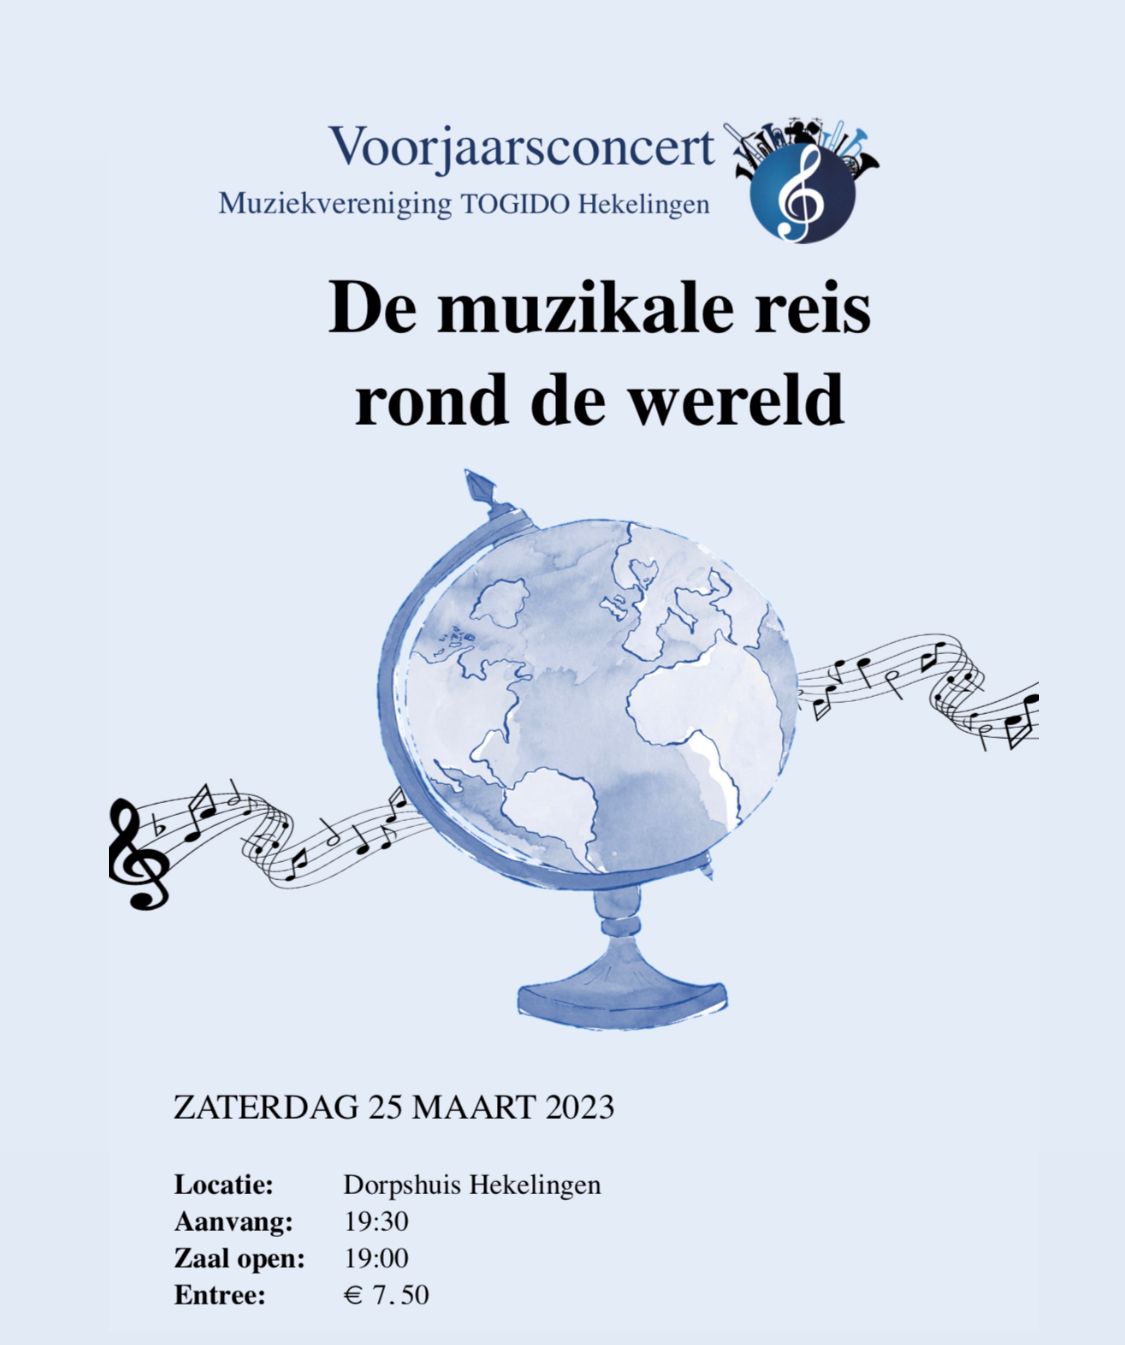 Voorjaarsconcert
Muziekvereniging TOGIDO Hekelingen
De muzikale reis
rond de wereld
ZATERDAG 25 MAART 2023
Locatie: Dorpshuis Hekelingen
Aanvang: 19:30
Zaal open: 19:00
Entree: € 7.50